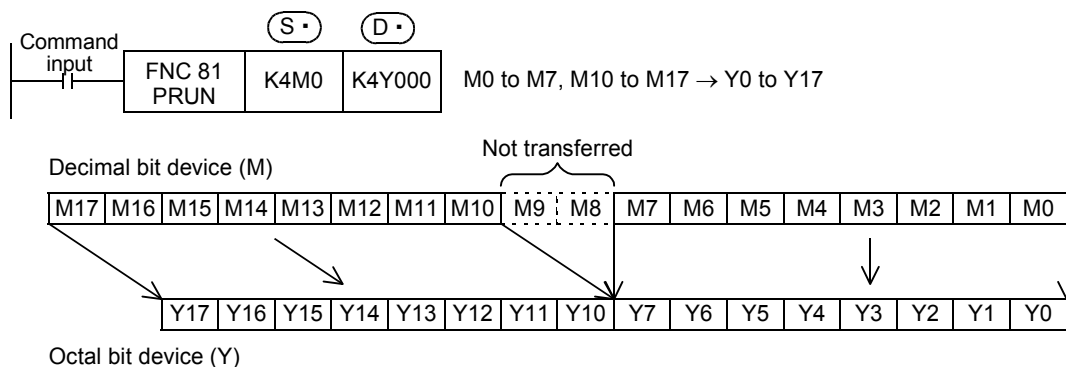 S· D·
Command input
FNC 81 PRUN K4M0 K4Y000 M0 to M7, M10 to M17 → Y0 to Y17
Not transferred
Decimal bit device (M)
M17 M16 M15 M14 M13 M12 M11 M10 M9 M8 M7 M6 M5 M4 M3 M2 M1 M0
Y17 Y16 Y15 Y14 Y13 Y12 Y11 Y10 Y7 Y6 Y5 Y4 Y3 Y2 Y1 Y0
Octal bit device (Y)